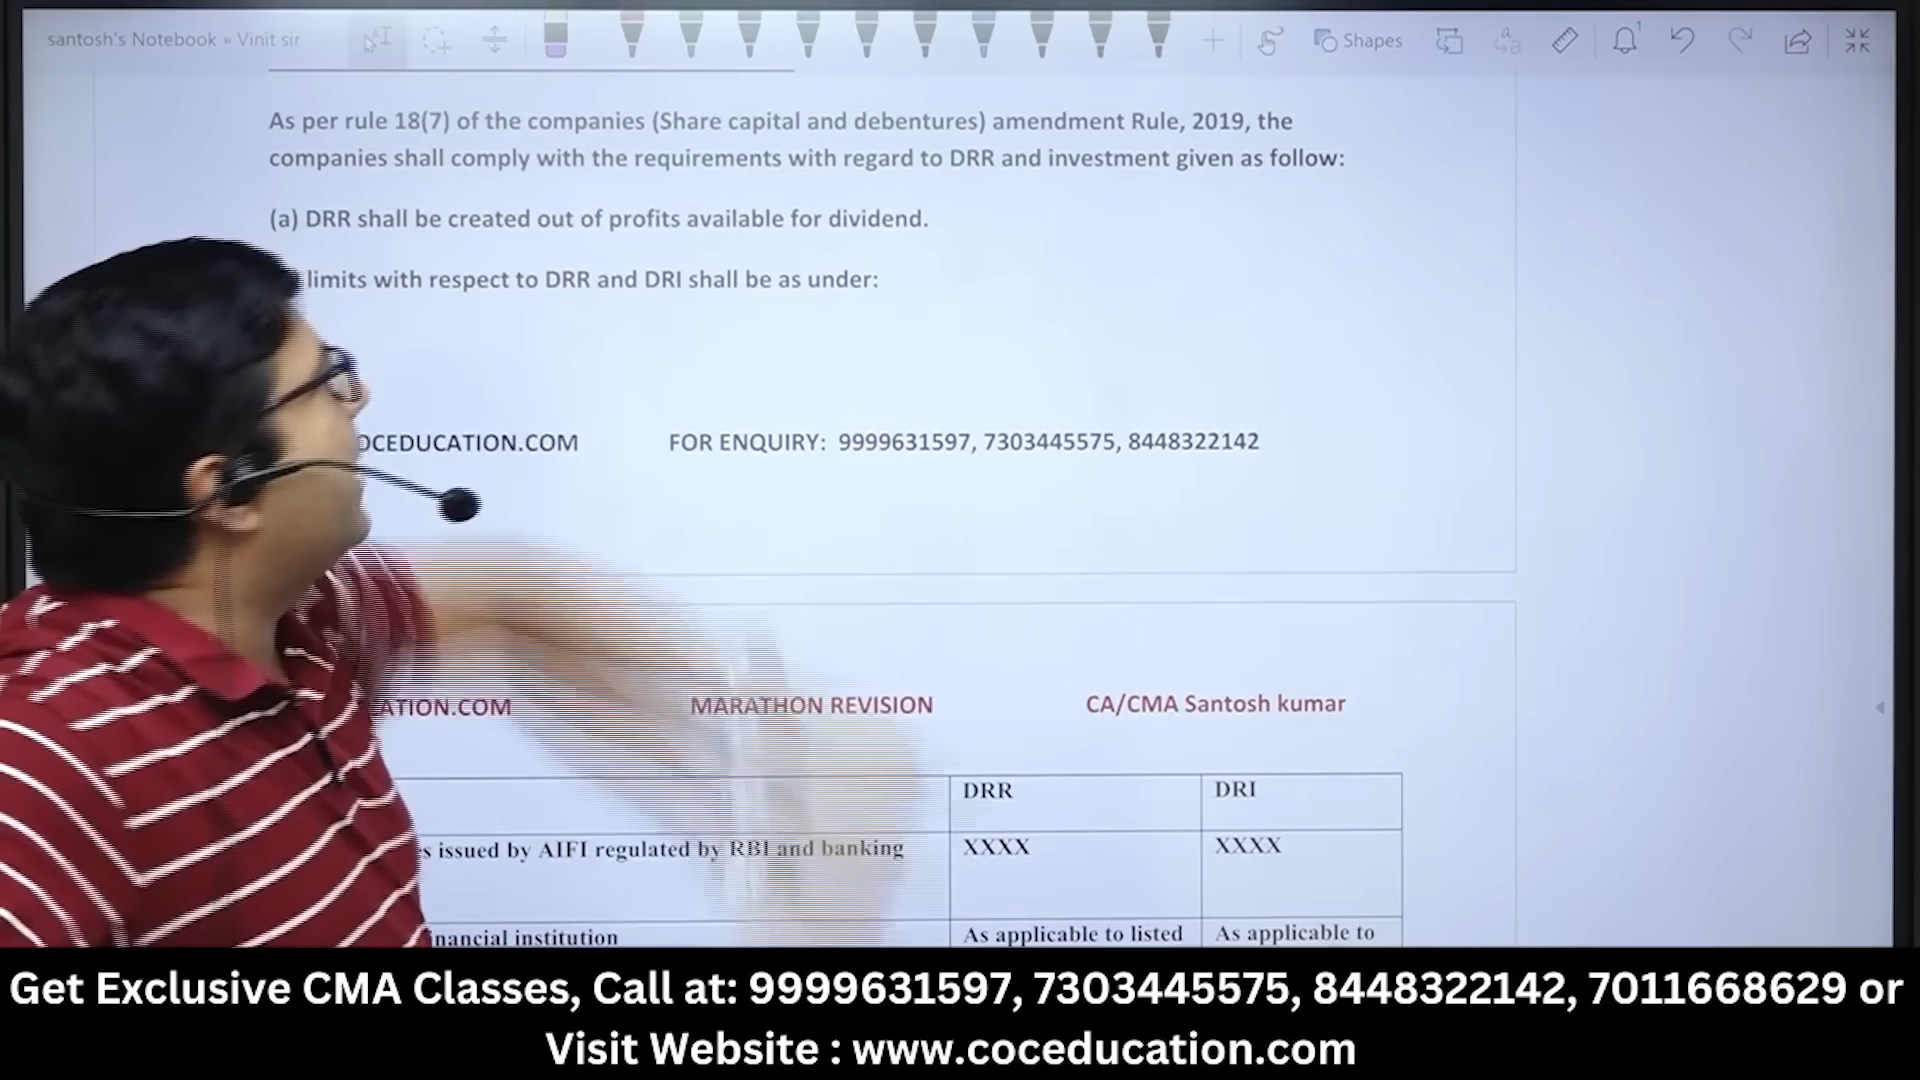 santosh's Notebook » Vinit sir
Shapes
As per rule 18(7) of the companies (Share capital and debentures) amendment Rule, 2019, the
companies shall comply with the requirements with regard to DRR and investment given as follow:
(a) DRR shall be created out of profits available for dividend.
limits with respect to DRR and DRI shall be as under:
OCEDUCATION.COM FOR ENQUIRY: 9999631597, 7303445575, 8448322142
ATION.COM MARATHON REVISION CA/CMA Santosh kumar
DRR DRI
s issued by AIFI regulated by RBI and banking XXXX XXXX
nancial institution As applicable to listed As applicable to
Get Exclusive CMA Classes, Call at: 9999631597, 7303445575, 8448322142, 7011668629 or
Visit Website : www.coceducation.com